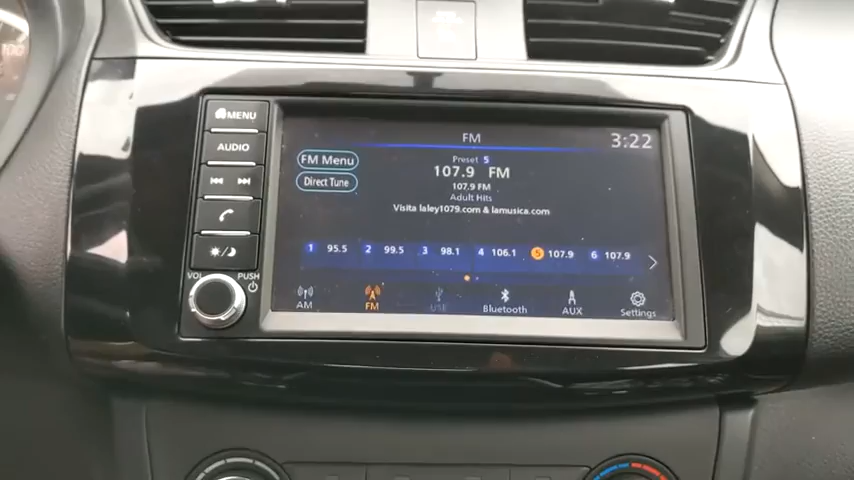 MENU
AUDIO
VOL PUSH
FM
3:22
FM Menu
Direct Tune
Preset 5
107.9 FM
107.9 FM
Adult Hits
Visita laley1079.com & lamusica.com
1 95.5 2 99.5 3 98.1 4 106.1 5 107.9 6 107.9
AM FM USB Bluetooth AUX Settings